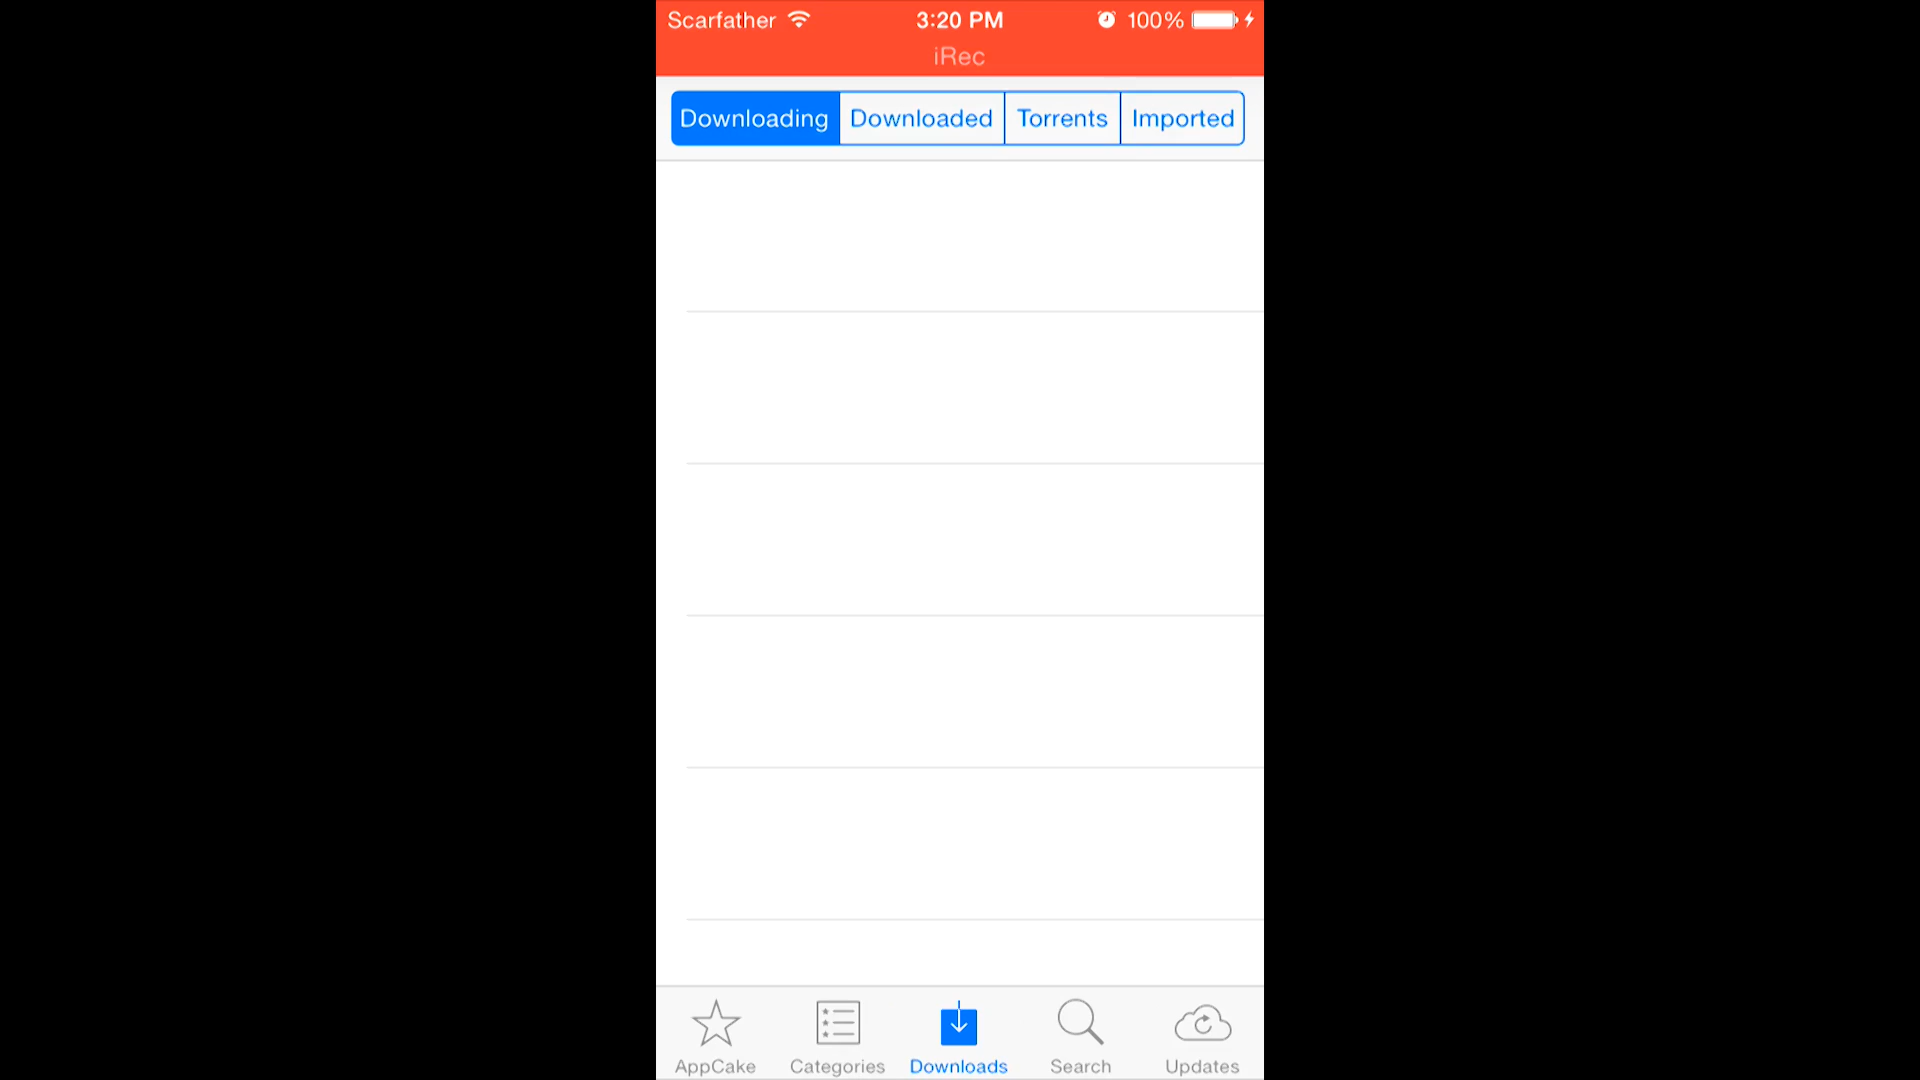 Scarfather 3:20 PM 100%
iRec
Downloading Downloaded Torrents Imported
AppCake Categories Downloads Search Updates